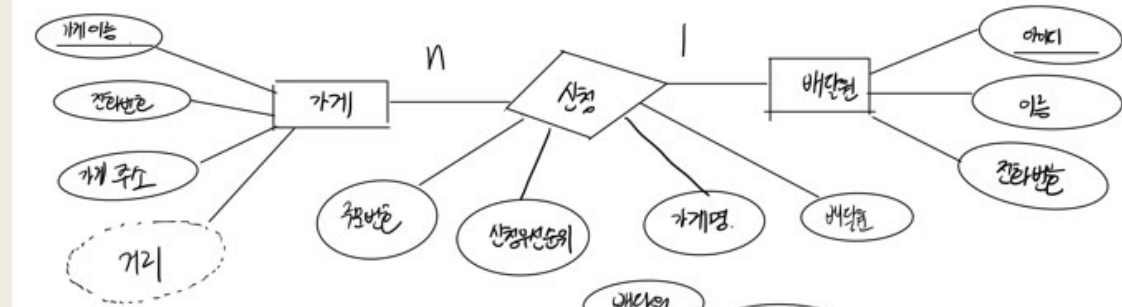 가게이름
전화번호
가게 주소
거리
가게
n
신청
1
배달원
아이디
이름
전화번호
주문번호
신청우선순위
가게명.
배달원